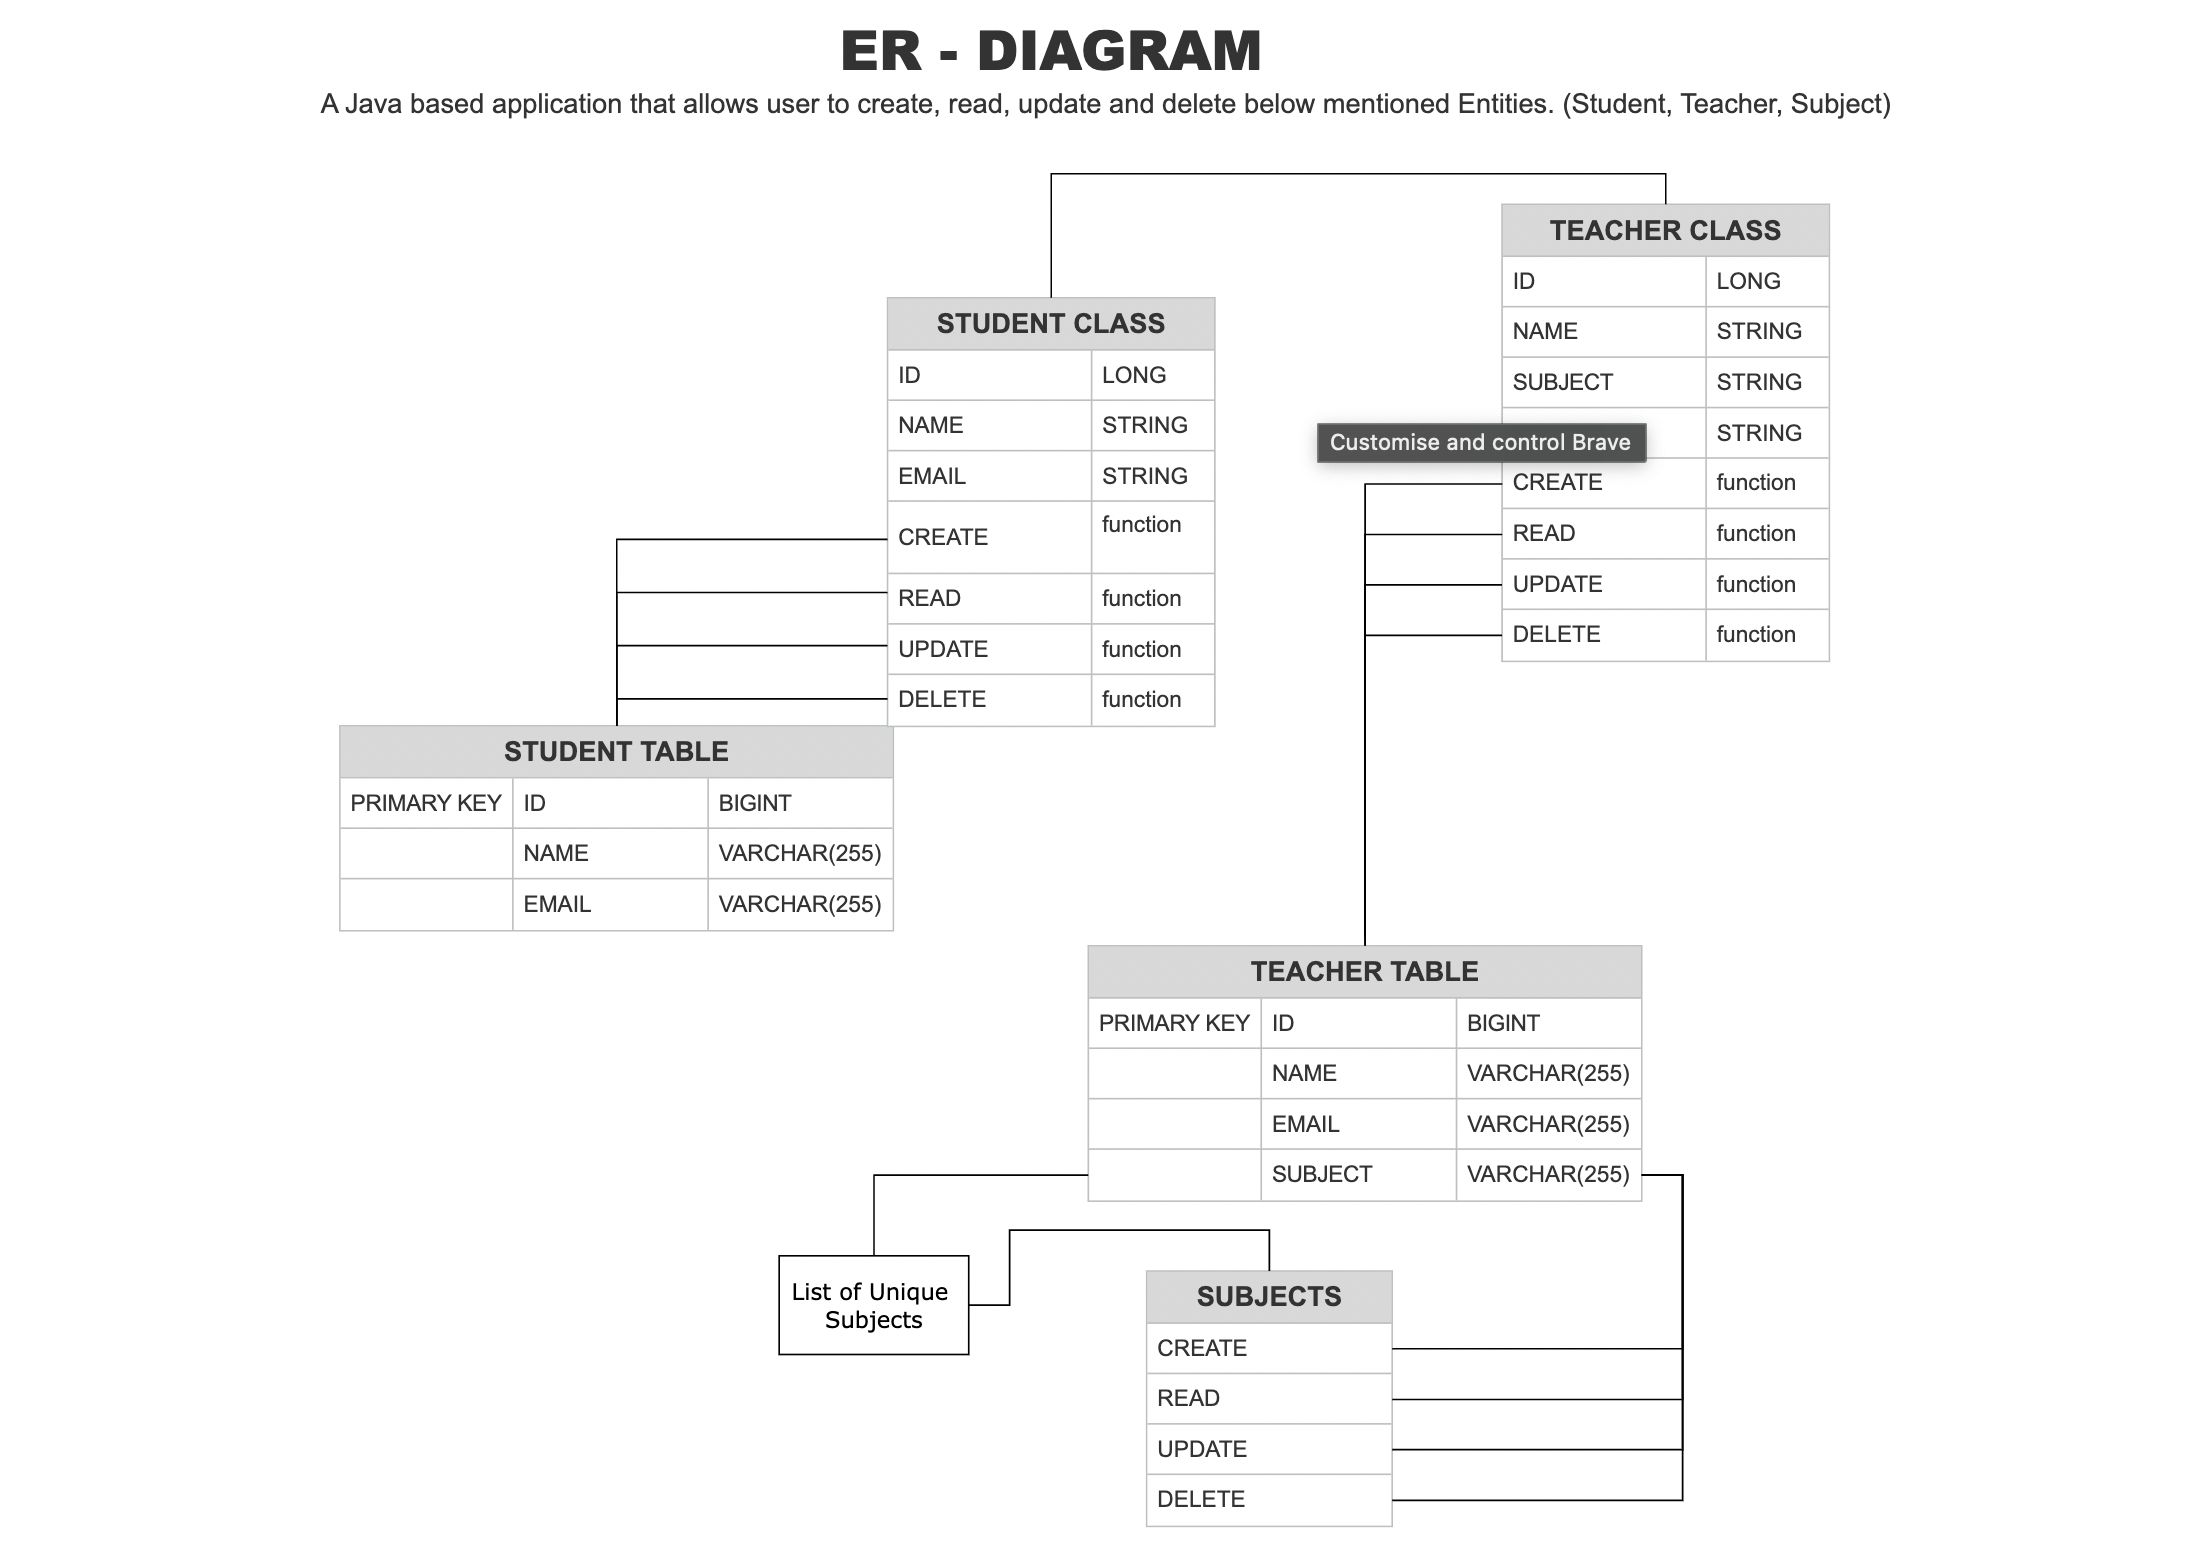 ER - DIAGRAM
A Java based application that allows user to create, read, update and delete below mentioned Entities. (Student, Teacher, Subject)
TEACHER CLASS
ID LONG
NAME STRING
SUBJECT STRING
STRING
Customise and control Brave
CREATE function
READ function
UPDATE function
DELETE function
STUDENT CLASS
ID LONG
NAME STRING
EMAIL STRING
CREATE function
READ function
UPDATE function
DELETE function
STUDENT TABLE
PRIMARY KEY ID BIGINT
NAME VARCHAR(255)
EMAIL VARCHAR(255)
TEACHER TABLE
PRIMARY KEY ID BIGINT
NAME VARCHAR(255)
EMAIL VARCHAR(255)
SUBJECT VARCHAR(255)
List of Unique
Subjects
SUBJECTS
CREATE
READ
UPDATE
DELETE